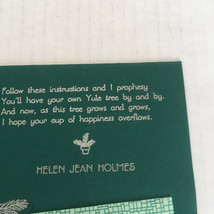 Follow these instructions and I prophesy
You'll have your own Yule tree by and by.
And now, as this tree grows and grows,
I hope your cup of happiness overflows.
HELEN JEAN HOLMES